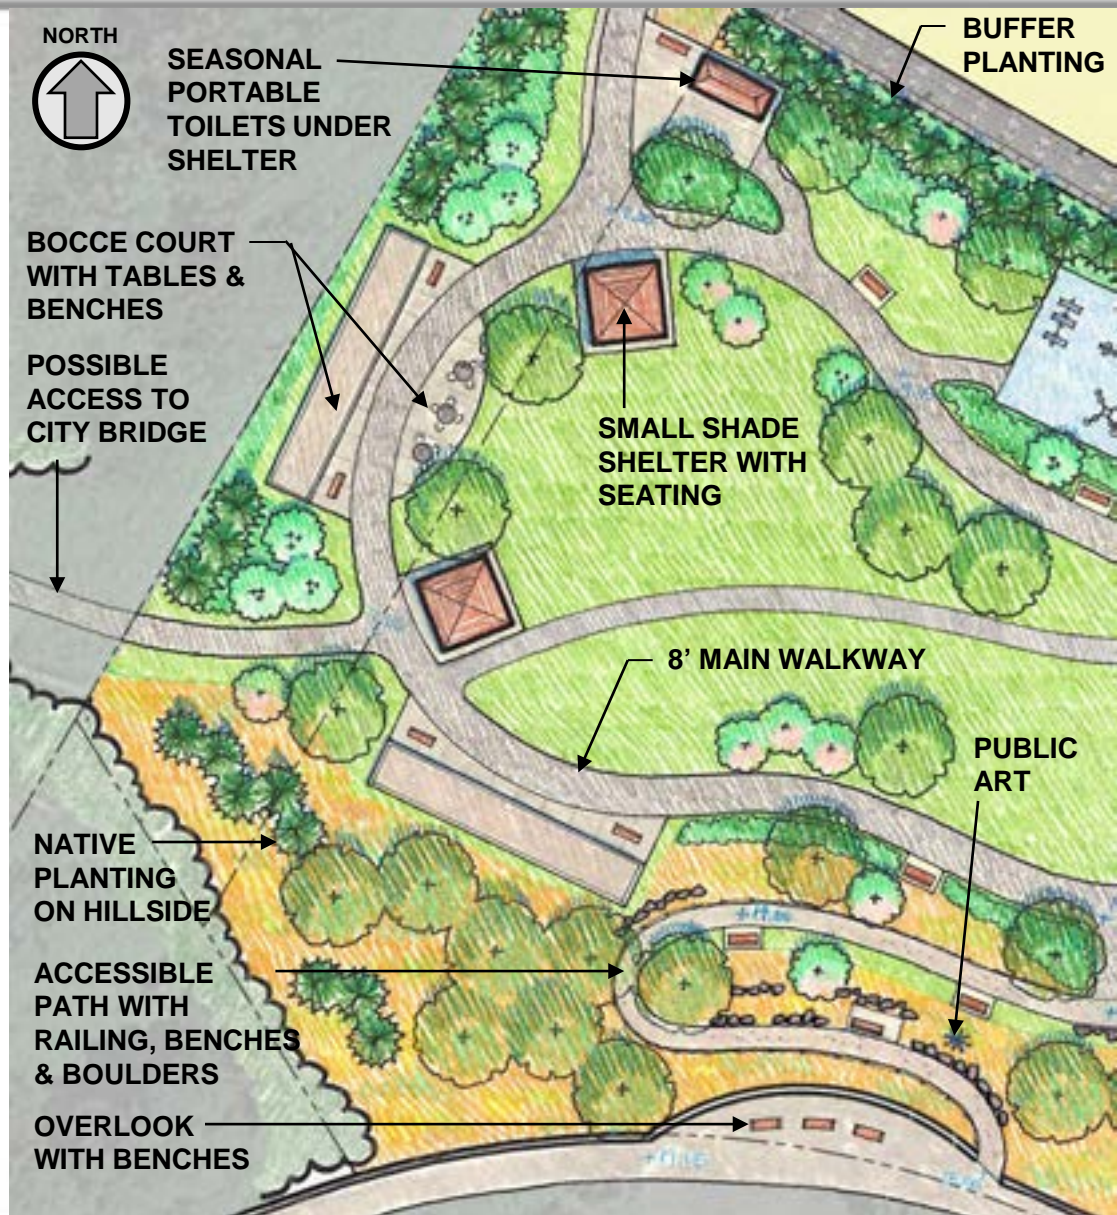 NORTH
SEASONAL
PORTABLE
TOILETS UNDER
SHELTER
BUFFER
PLANTING
BOCCE COURT
WITH TABLES &
BENCHES
POSSIBLE
ACCESS TO
CITY BRIDGE
SMALL SHADE
SHELTER WITH
SEATING
8’ MAIN WALKWAY
PUBLIC
ART
NATIVE
PLANTING
ON HILLSIDE
ACCESSIBLE
PATH WITH
RAILING, BENCHES
& BOULDERS
OVERLOOK
WITH BENCHES